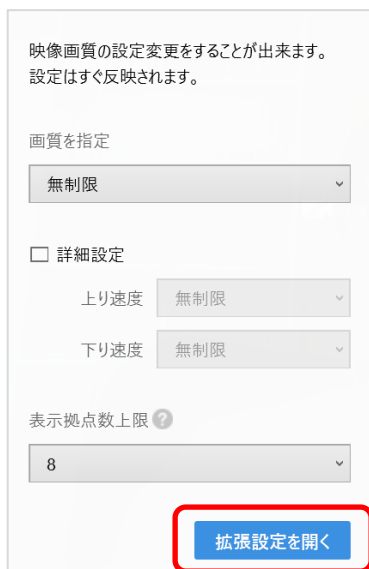 映像画質の設定変更をすることが出来ます。
設定はすぐ反映されます。
画質を指定
無制限
詳細設定
上り速度 無制限
下り速度 無制限
表示拠点数上限 ?
8
拡張設定を開く